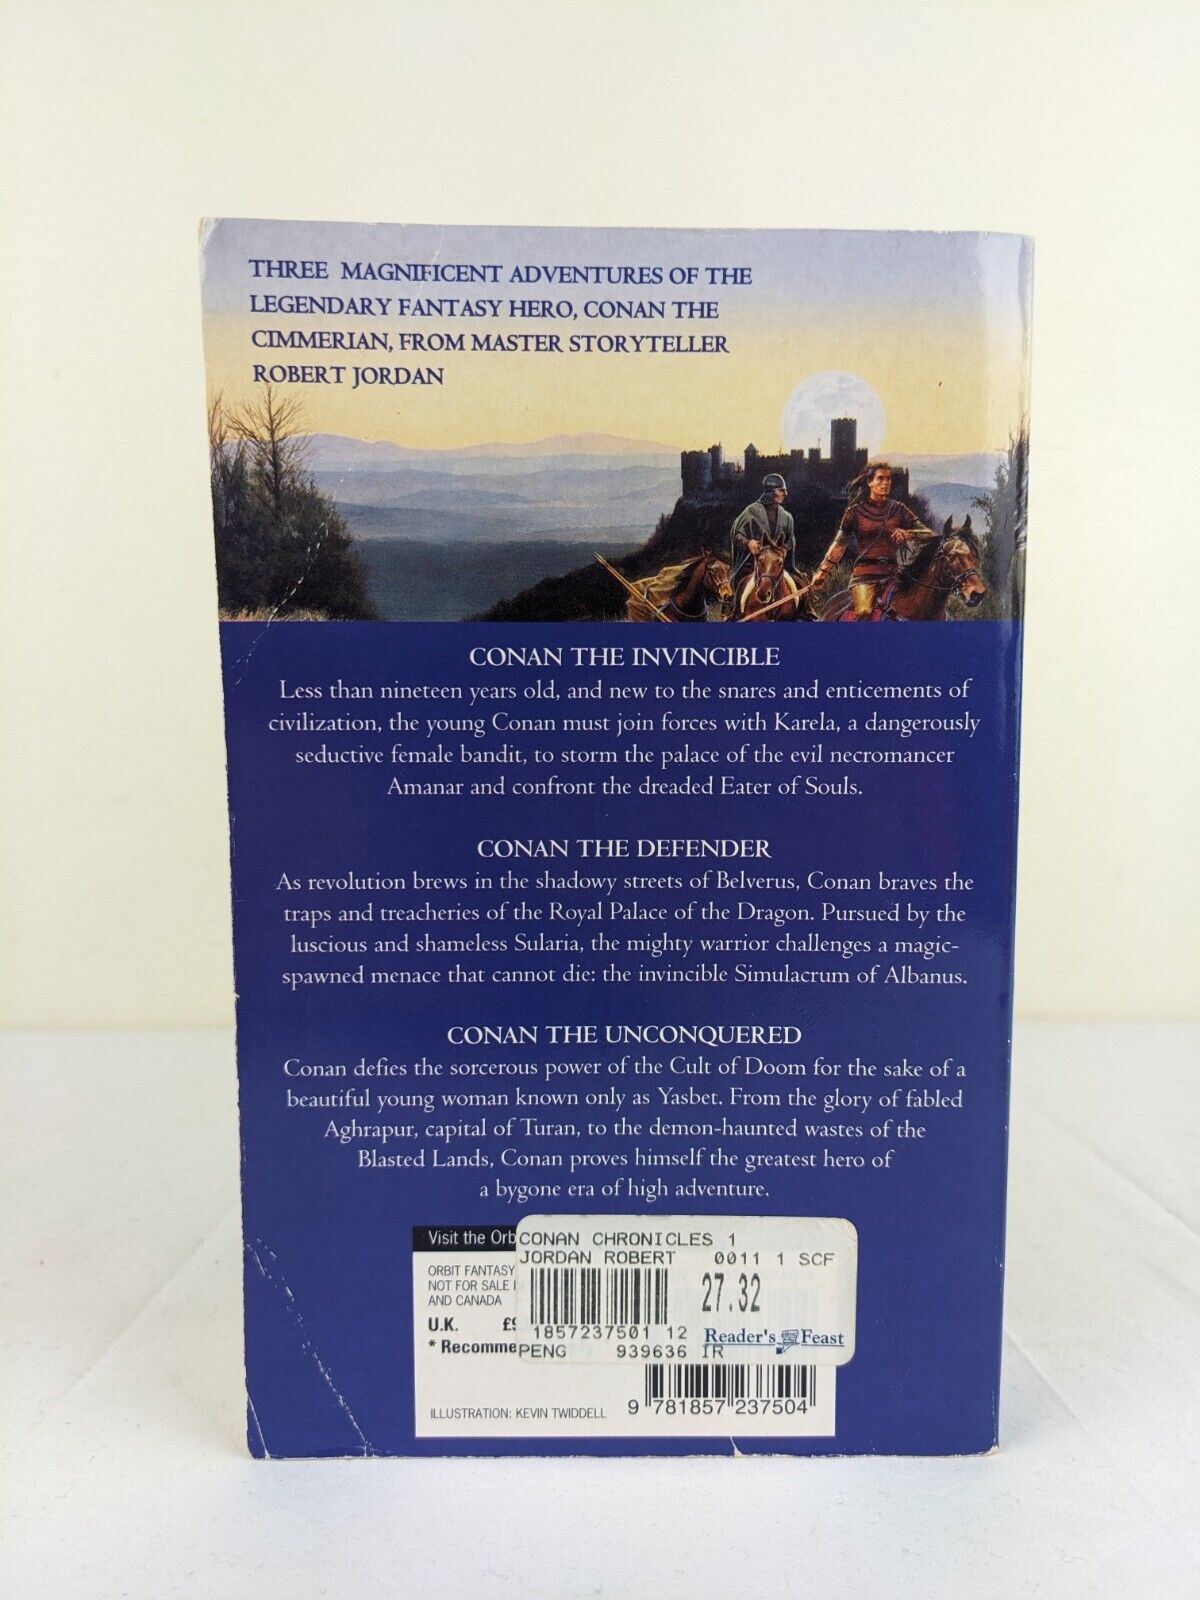 THREE MAGNIFICENT ADVENTURES OF THE
LEGENDARY FANTASY HERO, CONAN THE
CIMMERIAN, FROM MASTER STORYTELLER
ROBERT JORDAN
CONAN THE INVINCIBLE
Less than nineteen years old, and new to the snares and enticements of
civilization, the young Conan must join forces with Karela, a dangerously
seductive female bandit, to storm the palace of the evil necromancer
Amanar and confront the dreaded Eater of Souls.
CONAN THE DEFENDER
As revolution brews in the shadowy streets of Belverus, Conan braves the
traps and treacheries of the Royal Palace of the Dragon. Pursued by the
luscious and shameless Sularia, the mighty warrior challenges a magic-
spawned menace that cannot die: the invincible Simulacrum of Albanus.
CONAN THE UNCONQUERED
Conan defies the sorcerous power of the Cult of Doom for the sake of a
beautiful young woman known only as Yasbet. From the glory of fabled
Aghrapur, capital of Turan, to the demon-haunted wastes of the
Blasted Lands, Conan proves himself the greatest hero of
a bygone era of high adventure.
Visit the Orb
ORBIT FANTASY
NOT FOR SALE
AND CANADA
U.K. £9
* Recomme
ILLUSTRATION: KEVIN TWIDDELL
CONAN CHRONICLES 1
JORDAN ROBERT 0011 1 SCF
27.32
1857237501 12
Reader's Feast
PENG 939636 IR
9 781857 237504